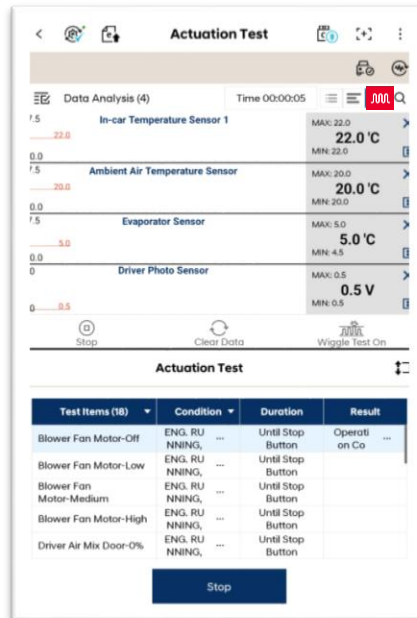 Actuation Test
Data Analysis (4) Time 00:00:05
7.5 In-car Temperature Sensor 1 MAX: 22.0
22.0 22.0 'C
0.0 MIN: 22.0
7.5 Ambient Air Temperature Sensor MAX: 20.0
20.0 20.0 'C
0.0 MIN: 20.0
7.5 Evaporator Sensor MAX: 5.0
5.0 5.0 'C
0.0 MIN: 4.5
0 Driver Photo Sensor MAX: 0.5
0.5 V
0 0.5 MIN: 0.5
Stop Clear Data Wiggle Test On
Actuation Test
Test Items (18) Condition Duration Result
Blower Fan Motor-Off ENG. RU NNING, ... Until Stop Button Operati on Co ...
Blower Fan Motor-Low ENG. RU NNING, ... Until Stop Button
Blower Fan Motor-Medium ENG. RU NNING, ... Until Stop Button
Blower Fan Motor-High ENG. RU NNING, ... Until Stop Button
Driver Air Mix Door-0% ENG. RU NNING, ... Until Stop Button
Stop